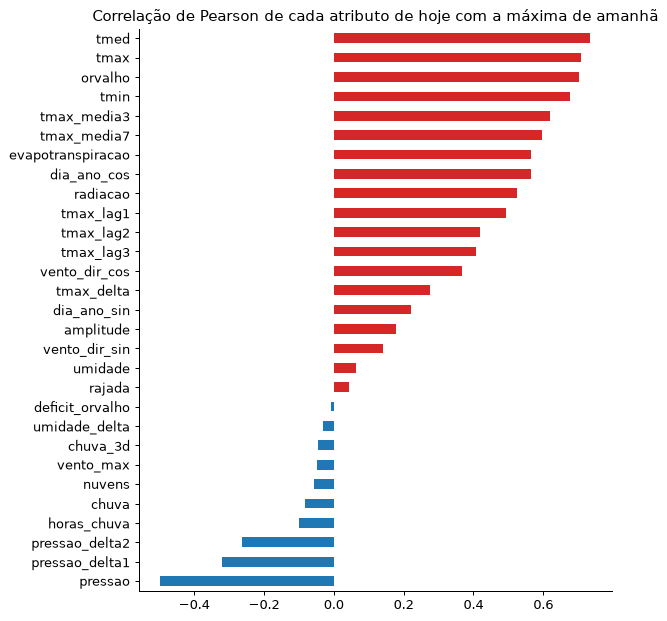 Correlação de Pearson de cada atributo de hoje com a máxima de amanhã
tmed
tmax
orvalho
tmin
tmax_media3
tmax_media7
evapotranspiracao
dia_ano_cos
radiacao
tmax_lag1
tmax_lag2
tmax_lag3
vento_dir_cos
tmax_delta
dia_ano_sin
amplitude
vento_dir_sin
umidade
rajada
deficit_orvalho
umidade_delta
chuva_3d
vento_max
nuvens
chuva
horas_chuva
pressao_delta2
pressao_delta1
pressao
−0.4 −0.2 0.0 0.2 0.4 0.6